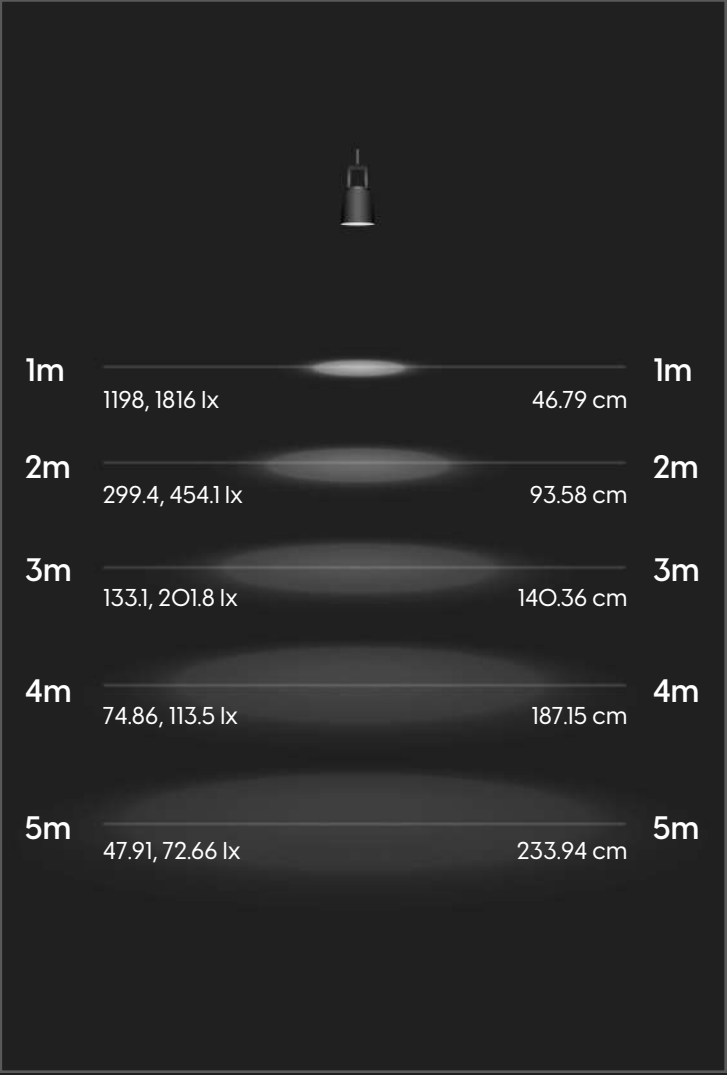 1m 1m
1198, 1816 lx 46.79 cm
2m 2m
299.4, 454.1 lx 93.58 cm
3m 3m
133.1, 201.8 lx 140.36 cm
4m 4m
74.86, 113.5 lx 187.15 cm
5m 5m
47.91, 72.66 lx 233.94 cm